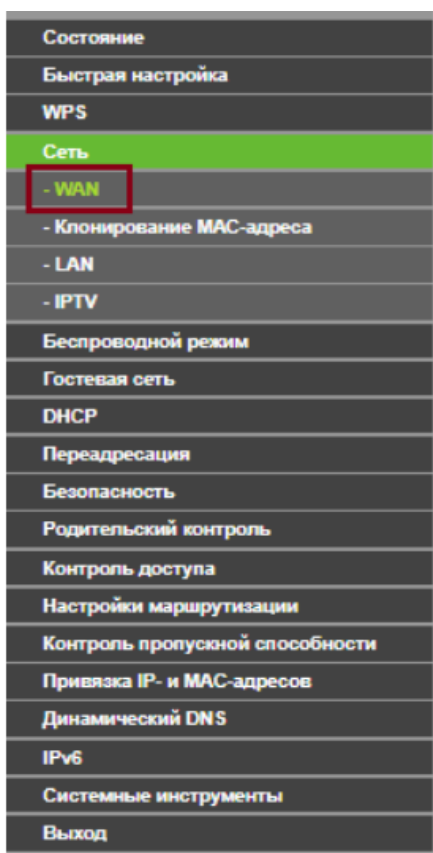 Состояние
Быстрая настройка
WPS
Сеть
- WAN
- Клонирование MAC-адреса
- LAN
- IPTV
Беспроводной режим
Гостевая сеть
DHCP
Переадресация
Безопасность
Родительский контроль
Контроль доступа
Настройки маршрутизации
Контроль пропускной способности
Привязка IP- и MAC-адресов
Динамический DNS
IPv6
Системные инструменты
Выход